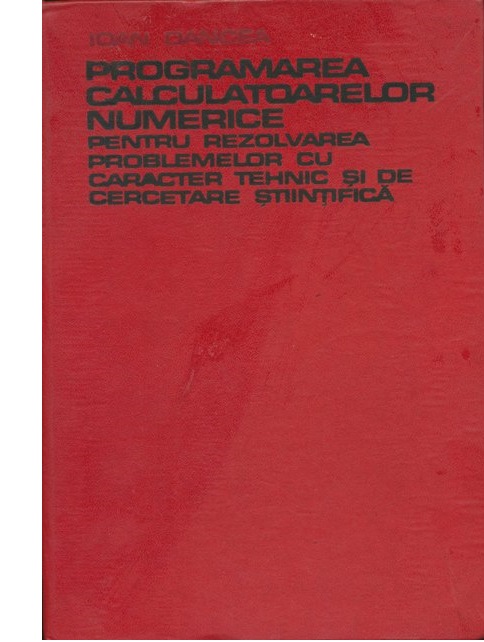 IOAN DANCEA
PROGRAMAREA
CALCULATOARELOR
NUMERICE
PENTRU REZOLVAREA
PROBLEMELOR CU
CARACTER TEHNIC ŞI DE
CERCETARE ŞTIINŢIFICĂ